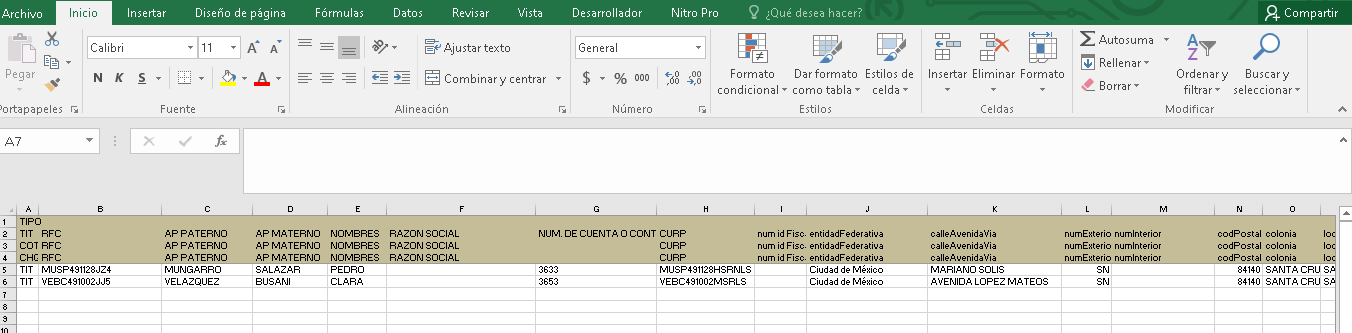 Archivo Inicio Insertar Diseño de página Fórmulas Datos Revisar Vista Desarrollador Nitro Pro ¿Qué desea hacer? Compartir
Calibri 11 A A Ajustar texto General Autosuma
Pegar N K S A Combinar y centrar $ % 000 Formato condicional Dar formato como tabla Estilos de celda Insertar Eliminar Formato Rellenar Borrar Ordenar y filtrar Buscar y seleccionar
Portapapeles Fuente Alineación Número Estilos Celdas Modificar
A7 fx
A B C D E F G H I J K L M N O
1 TIPO
2 TIT RFC AP PATERNO AP MATERNO NOMBRES RAZON SOCIAL NUM. DE CUENTA O CONT CURP num id Fisc entidadFederativa calleAvenidaVia numExterio numInterior codPostal colonia loc
3 COT RFC AP PATERNO AP MATERNO NOMBRES RAZON SOCIAL CURP num id Fisc entidadFederativa calleAvenidaVia numExterio numInterior codPostal colonia loc
4 CHO RFC AP PATERNO AP MATERNO NOMBRES RAZON SOCIAL CURP num id Fisc entidadFederativa calleAvenidaVia numExterio numInterior codPostal colonia loc
5 TIT MUSP491128JZ4 MUNGARRO SALAZAR PEDRO 3633 MUSP491128HSRNLS Ciudad de México MARIANO SOLIS SN 84140 SANTA CRU SA
6 TIT VEBC491002JJ5 VELAZQUEZ BUSANI CLARA 3653 VEBC491002MSRLS Ciudad de México AVENIDA LOPEZ MATEOS SN 84140 SANTA CRU SA
7
8
9
10